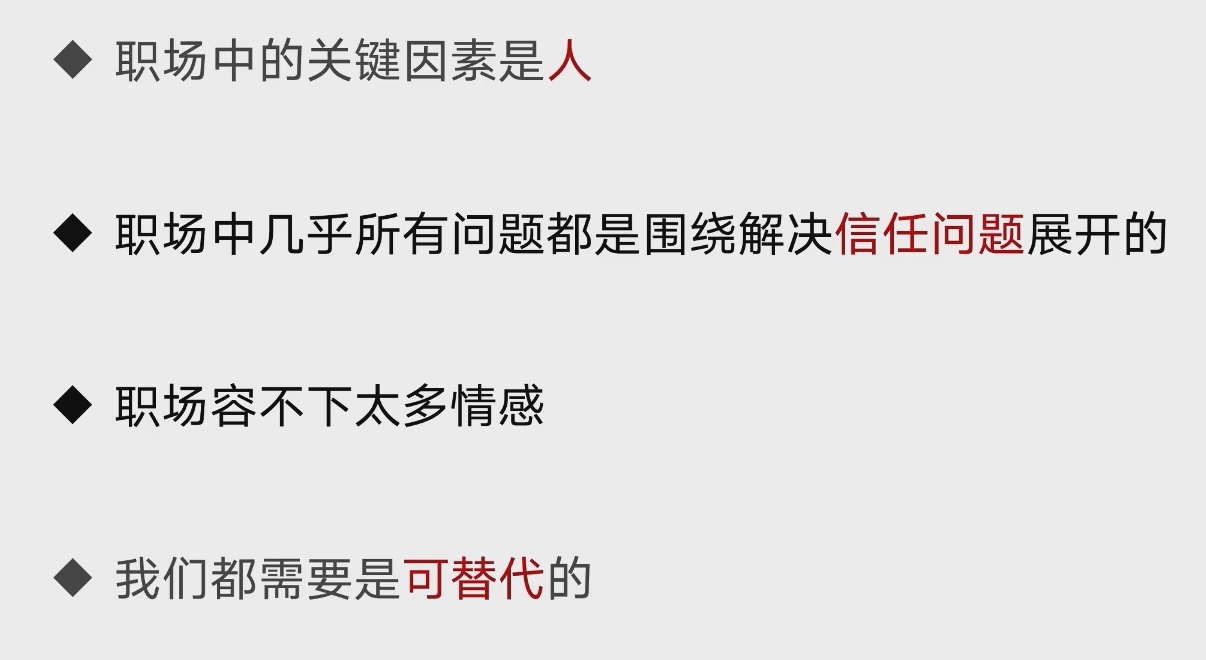 ◆ 职场中的关键因素是人
◆ 职场中几乎所有问题都是围绕解决信任问题展开的
◆ 职场容不下太多情感
◆ 我们都需要是可替代的